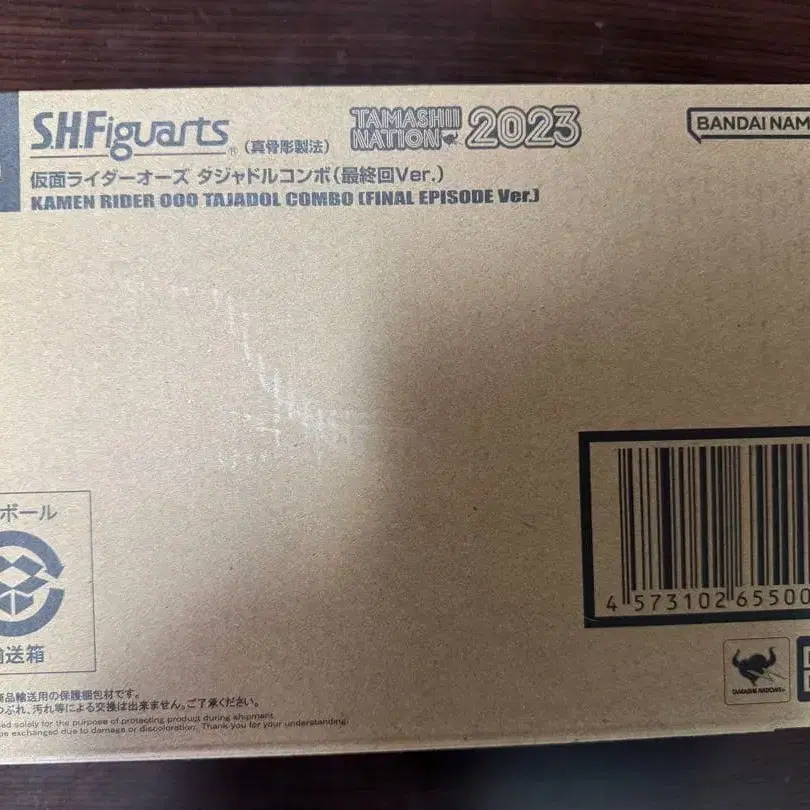 S.H.Figuarts® (真骨彫製法) TAMASHII NATION 2023 BANDAI NAM
仮面ライダーオーズ タジャドルコンボ(最終回Ver.)
KAMEN RIDER OOO TAJADOL COMBO (FINAL EPISODE Ver.)
ボール
送箱
4 573102 65500
TAMASHII NATIONS
商品輸送用の保護梱包材です。
つぶれ、汚れ等による交換は出来ません。ご了承ください。
ed solely for the purpose of protecting product during shipment.
be exchanged due to damage or discoloration. Thank you for your understanding.